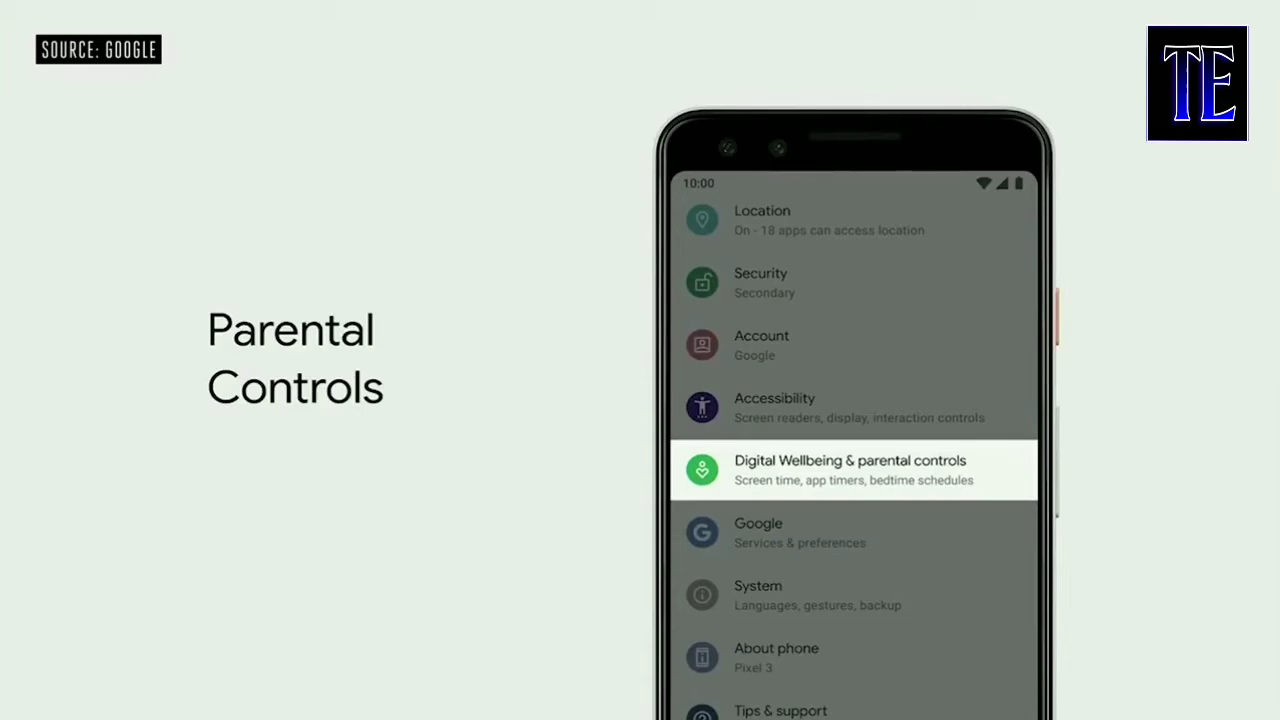 SOURCE: GOOGLE
TE
Parental
Controls
10:00
Location
On - 18 apps can access location
Security
Secondary
Account
Google
Accessibility
Screen readers, display, interaction controls
Digital Wellbeing & parental controls
Screen time, app timers, bedtime schedules
Google
Services & preferences
System
Languages, gestures, backup
About phone
Pixel 3
Tips & support